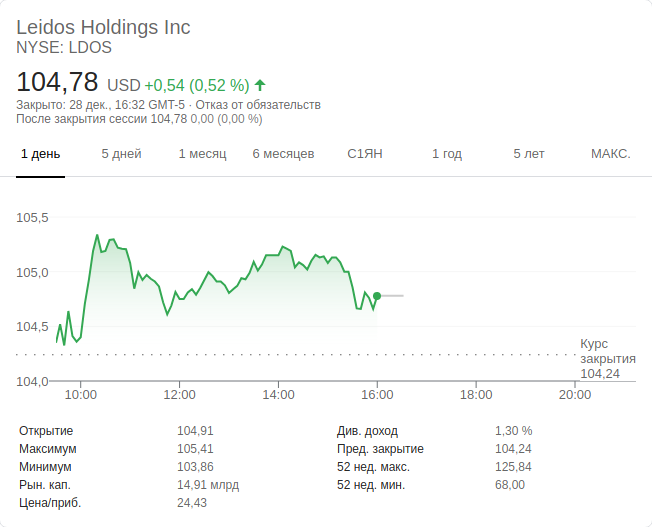 Leidos Holdings Inc
NYSE: LDOS
104,78 USD +0,54 (0,52 %)
Закрыто: 28 дек., 16:32 GMT-5 · Отказ от обязательств
После закрытия сессии 104,78 0,00 (0,00 %)
1 день 5 дней 1 месяц 6 месяцев С1ЯН 1 год 5 лет МАКС.
105,5
105,0
104,5
104,0
Курс
закрытия
104,24
10:00 12:00 14:00 16:00 18:00 20:00
Открытие 104,91 Див. доход 1,30 %
Максимум 105,41 Пред. закрытие 104,24
Минимум 103,86 52 нед. макс. 125,84
Рын. кап. 14,91 млрд 52 нед. мин. 68,00
Цена/приб. 24,43